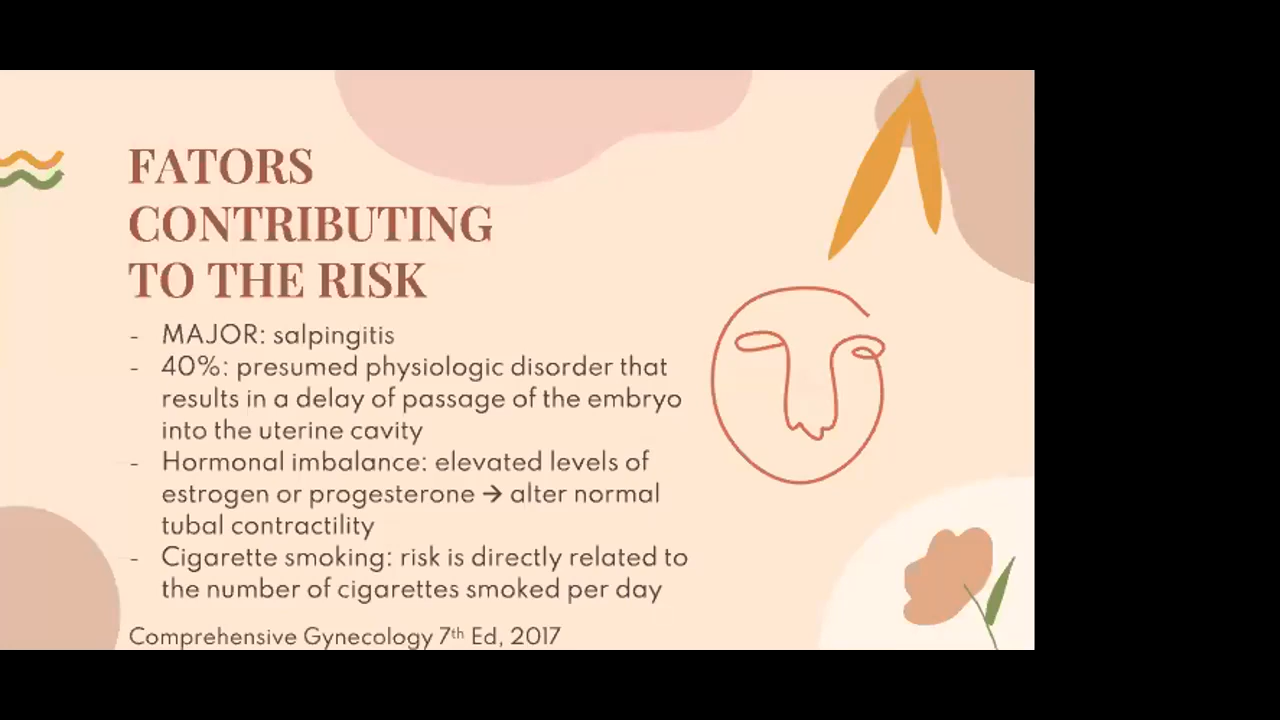 FATORS
CONTRIBUTING
TO THE RISK
- MAJOR: salpingitis
- 40%: presumed physiologic disorder that
results in a delay of passage of the embryo
into the uterine cavity
- Hormonal imbalance: elevated levels of
estrogen or progesterone → alter normal
tubal contractility
- Cigarette smoking: risk is directly related to
the number of cigarettes smoked per day
Comprehensive Gynecology 7th Ed, 2017